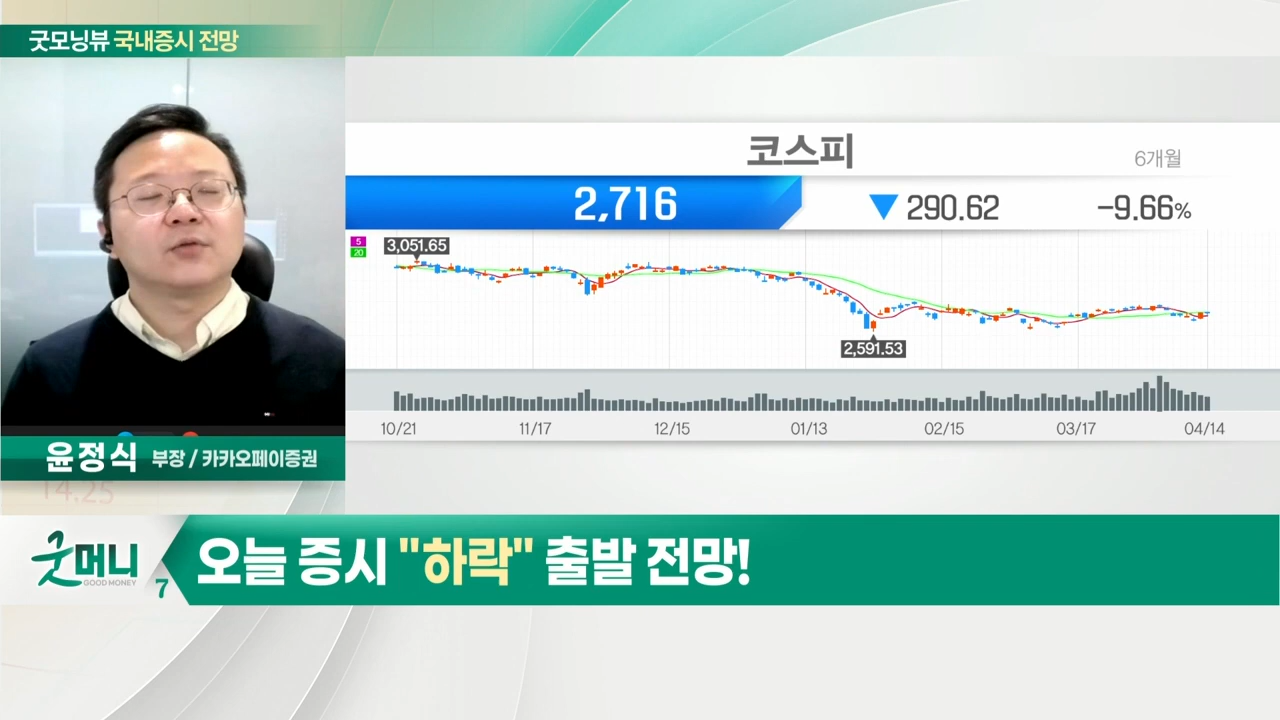 굿모닝뷰 국내증시 전망
코스피
6개월
2,716
▼ 290.62
-9.66%
5
20
3,051.65
2,591.53
10/21
11/17
12/15
01/13
02/15
03/17
04/14
윤정식 부장 / 카카오페이증권
14.25
굿머니
GOOD MONEY
7
오늘 증시 "하락" 출발 전망!